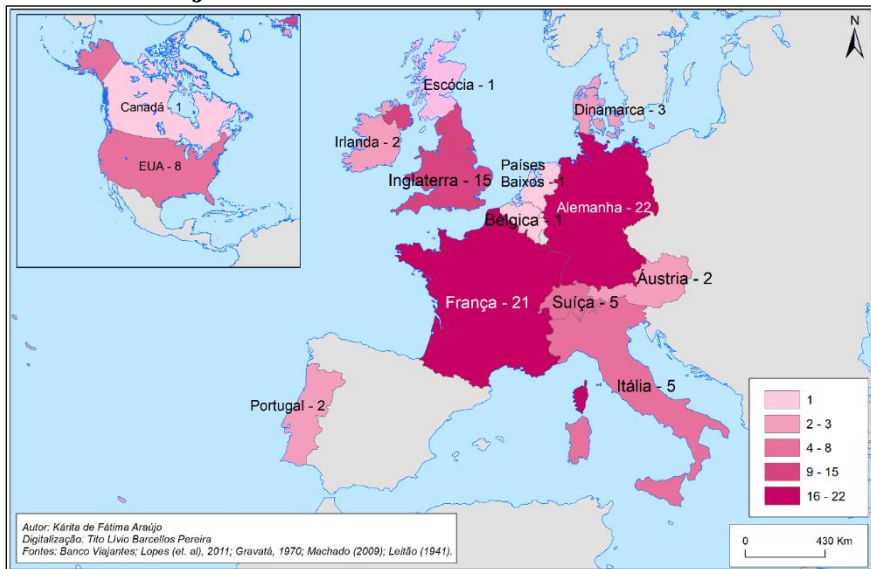 Canadá - 1
EUA - 8
N
Escócia - 1
Dinamarca - 3
Irlanda - 2
Inglaterra - 15
Países
Baixos - 1
Alemanha - 22
Bélgica - 1
Áustria - 2
França - 21
Suíça - 5
Itália - 5
Portugal - 2
1
2 - 3
4 - 8
9 - 15
16 - 22
Autor: Kárita de Fátima Araújo
Digitalização: Tito Lívio Barcellos Pereira
Fontes: Banco Viajantes; Lopes (et. al), 2011; Gravatá, 1970; Machado (2009); Leitão (1941).
0 430 Km